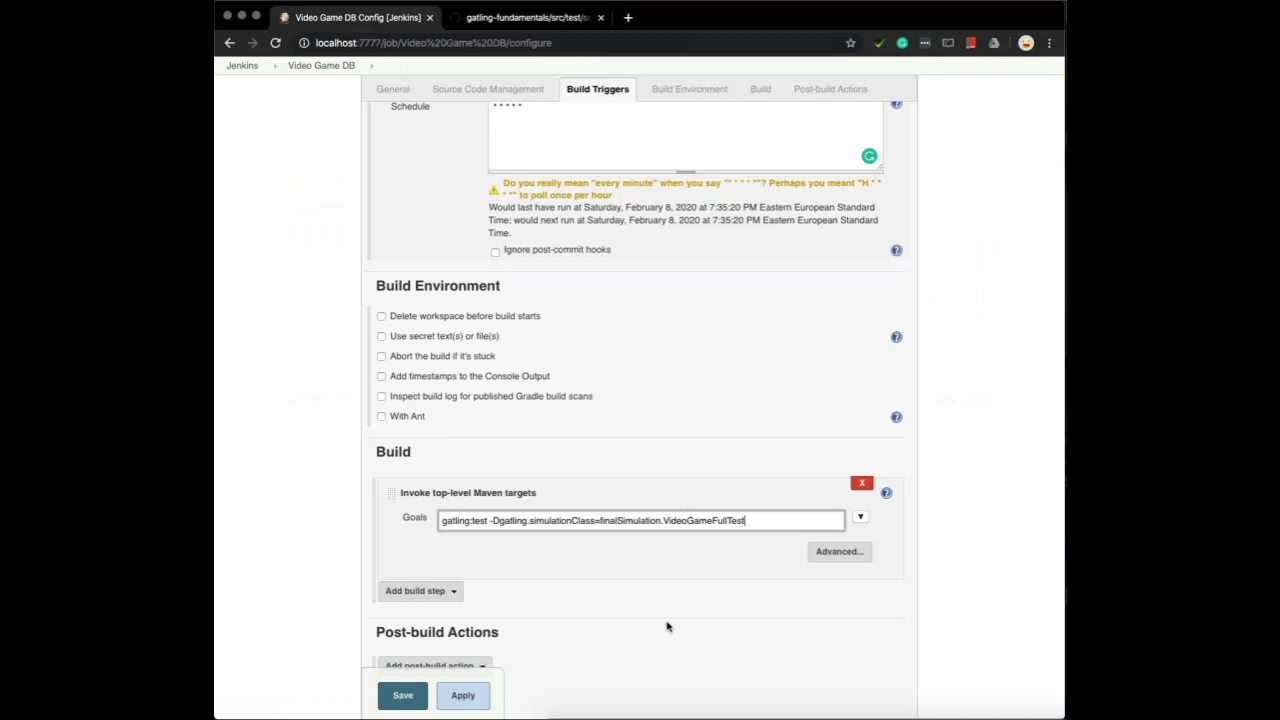 Video Game DB Config [Jenkins]
gatling-fundamentals/src/test/s
localhost:7777/job/Video%20Game%20DB/configure
Jenkins
Video Game DB
General
Source Code Management
Build Triggers
Build Environment
Build
Post-build Actions
Schedule
* * * * *
Do you really mean "every minute" when you say "* * * * *"? Perhaps you meant "H * *
* *" to poll once per hour
Would last have run at Saturday, February 8, 2020 at 7:35:20 PM Eastern European Standard
Time; would next run at Saturday, February 8, 2020 at 7:35:20 PM Eastern European Standard
Time.
Ignore post-commit hooks
Build Environment
Delete workspace before build starts
Use secret text(s) or file(s)
Abort the build if it's stuck
Add timestamps to the Console Output
Inspect build log for published Gradle build scans
With Ant
Build
X
Invoke top-level Maven targets
Goals
gatling:test -Dgatling.simulationClass=finalSimulation.VideoGameFullTest
Advanced...
Add build step
Post-build Actions
Add post-build action
Save
Apply